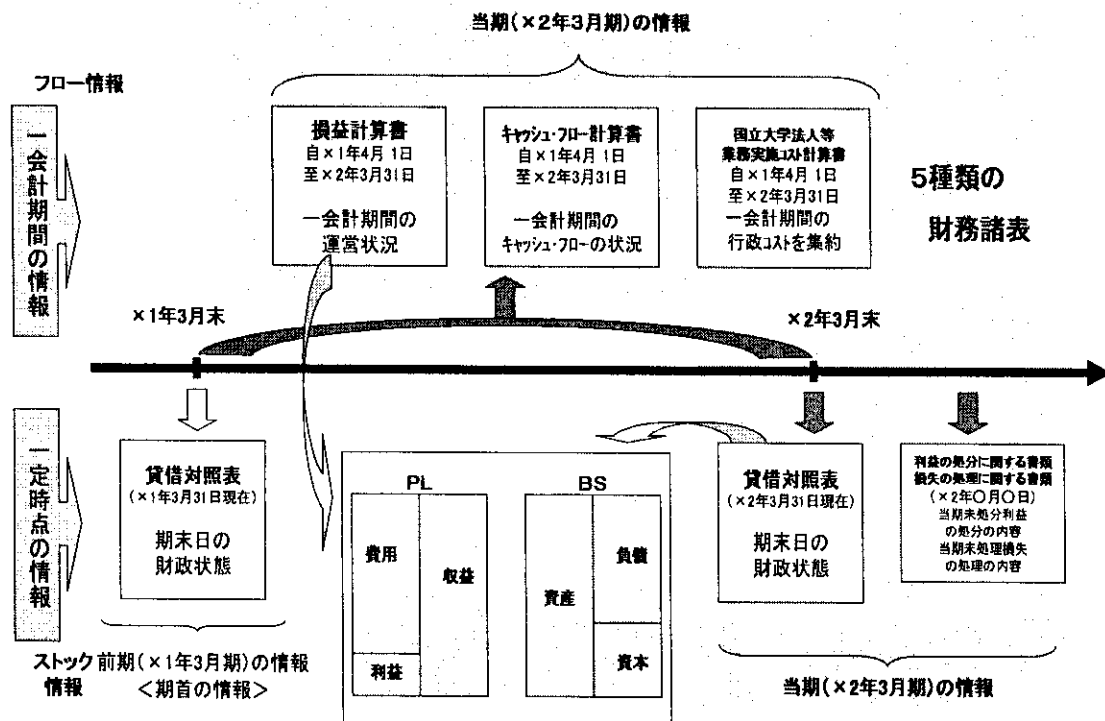 当期(×2年3月期)の情報
フロー情報
一会計期間の情報
損益計算書
自×1年4月 1日
至×2年3月31日
一会計期間の
運営状況
キャッシュ・フロー計算書
自×1年4月 1日
至×2年3月31日
一会計期間の
キャッシュ・フローの状況
国立大学法人等
業務実施コスト計算書
自×1年4月 1日
至×2年3月31日
一会計期間の
行政コストを集約
5種類の
財務諸表
×1年3月末
×2年3月末
一定時点の情報
貸借対照表
(×1年3月31日現在)
期末日の
財政状態
PL
費用
収益
利益
BS
資産
負債
資本
貸借対照表
(×2年3月31日現在)
期末日の
財政状態
利益の処分に関する書類
損失の処理に関する書類
(×2年〇月〇日)
当期未処分利益
の処分の内容
当期未処理損失
の処理の内容
ストック
情報
前期(×1年3月期)の情報
<期首の情報>
当期(×2年3月期)の情報